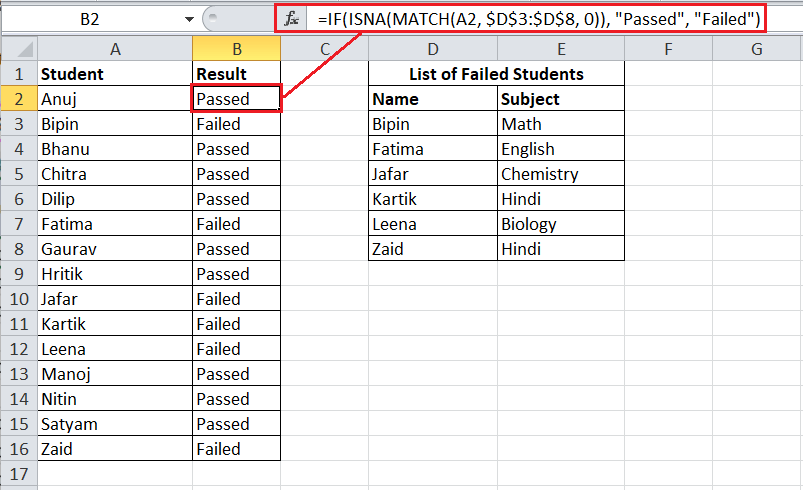 B2 fx =IF(ISNA(MATCH(A2, $D$3:$D$8, 0)), "Passed", "Failed")
A B C D E F G
1 Student Result List of Failed Students
2 Anuj Passed Name Subject
3 Bipin Failed Bipin Math
4 Bhanu Passed Fatima English
5 Chitra Passed Jafar Chemistry
6 Dilip Passed Kartik Hindi
7 Fatima Failed Leena Biology
8 Gaurav Passed Zaid Hindi
9 Hritik Passed
10 Jafar Failed
11 Kartik Failed
12 Leena Failed
13 Manoj Passed
14 Nitin Passed
15 Satyam Passed
16 Zaid Failed
17